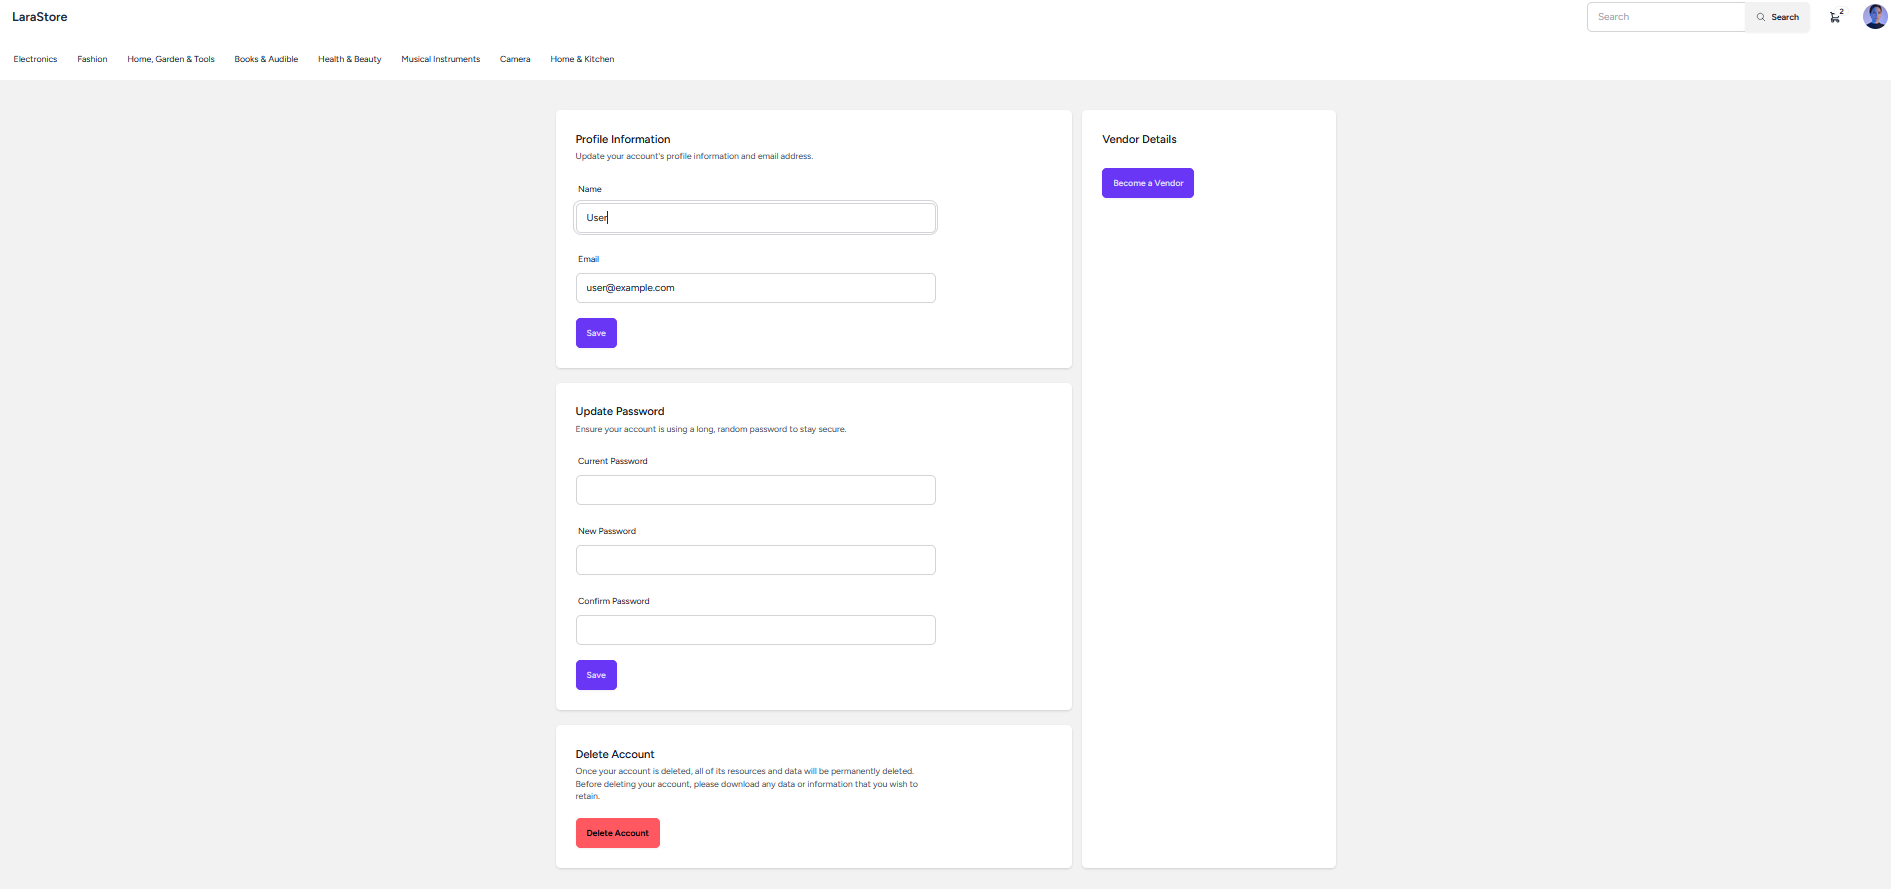 LaraStore
Search
Search
2
Electronics
Fashion
Home, Garden & Tools
Books & Audible
Health & Beauty
Musical Instruments
Camera
Home & Kitchen
Profile Information
Update your account's profile information and email address.
Name
User
Email
user@example.com
Save
Update Password
Ensure your account is using a long, random password to stay secure.
Current Password
New Password
Confirm Password
Save
Delete Account
Once your account is deleted, all of its resources and data will be permanently deleted.
Before deleting your account, please download any data or information that you wish to
retain.
Delete Account
Vendor Details
Become a Vendor